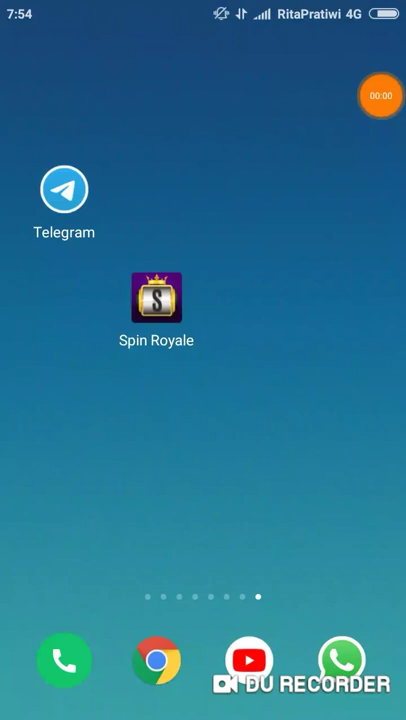 7:54 RitaPratiwi 4G
00:00
Telegram
S
Spin Royale
DU RECORDER